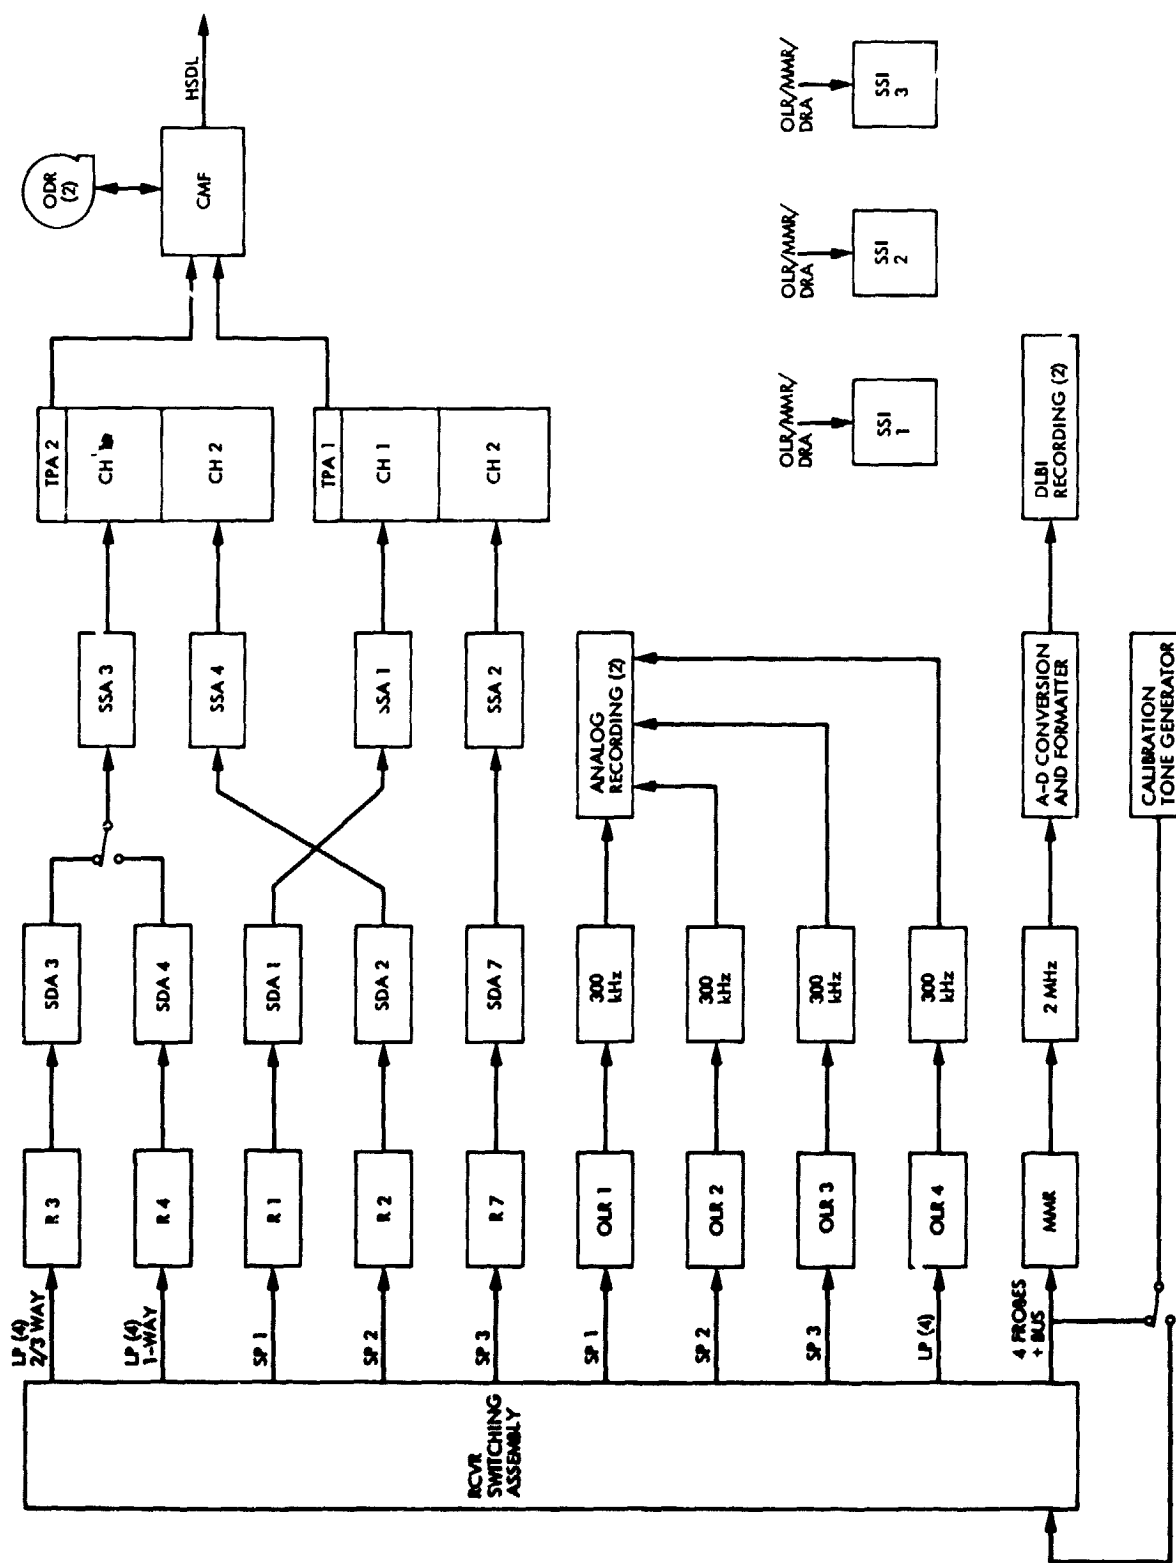 RCVR
SWITCHING
ASSEMBLY
LP (4)
2/3 WAY
R 3
SDA 3
LP (4)
1-WAY
R 4
SDA 4
SSA 3
TPA 2
CH
CH 2
SP 1
R 1
SDA 1
SSA 4
SP 2
R 2
SDA 2
SSA 1
TPA 1
CH 1
CH 2
SP 3
R 7
SDA 7
SSA 2
ODR
(2)
CMF
HSDL
SP 1
OLR 1
300
kHz
ANALOG
RECORDING (2)
SP 2
OLR 2
300
kHz
SP 3
OLR 3
300
kHz
LP (4)
OLR 4
300
kHz
4 PROBES
+ BUS
MMR
2 MHz
A-D CONVERSION
AND FORMATTER
DLBI
RECORDING (2)
CALIBRATION
TONE GENERATOR
OLR/MMR/
DRA
SSI
1
OLR/MMR/
DRA
SSI
2
OLR/MMR/
DRA
SSI
3